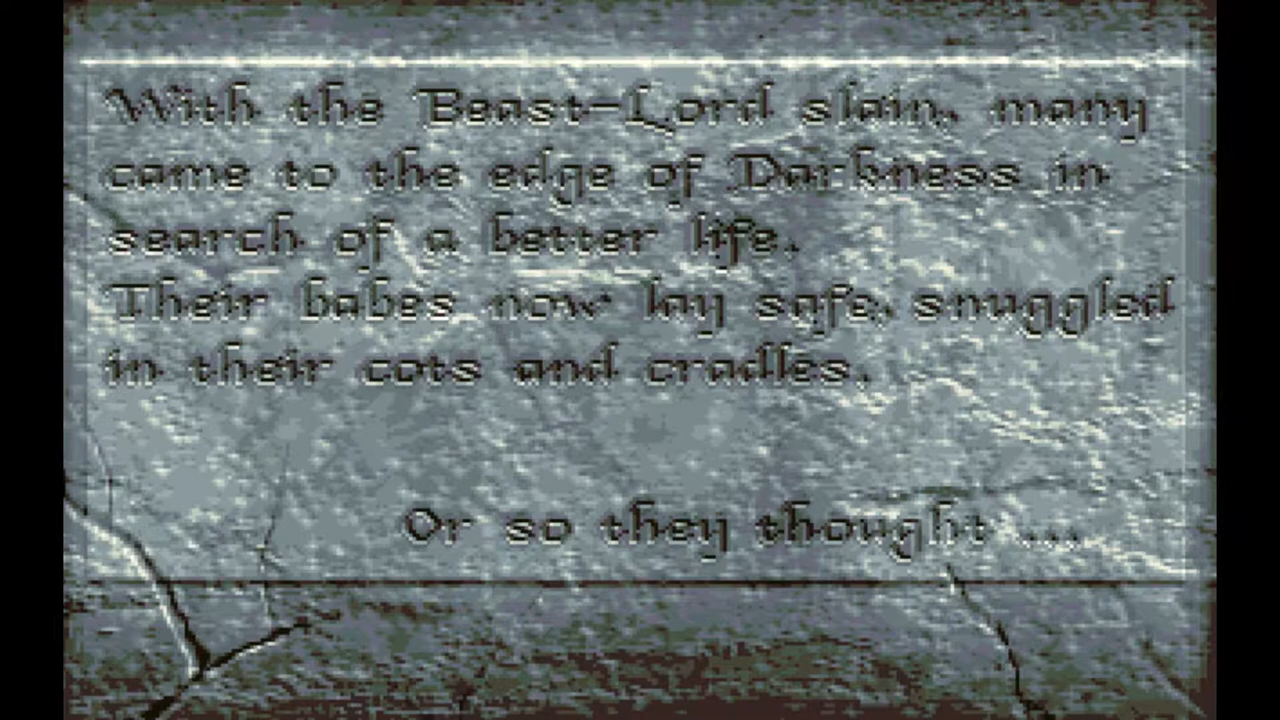 With the Beast-Lord slain, many
came to the edge of Darkness in
search of a better life.
Their babes now lay safe, snuggled
in their cots and cradles.
Or so they thought ...